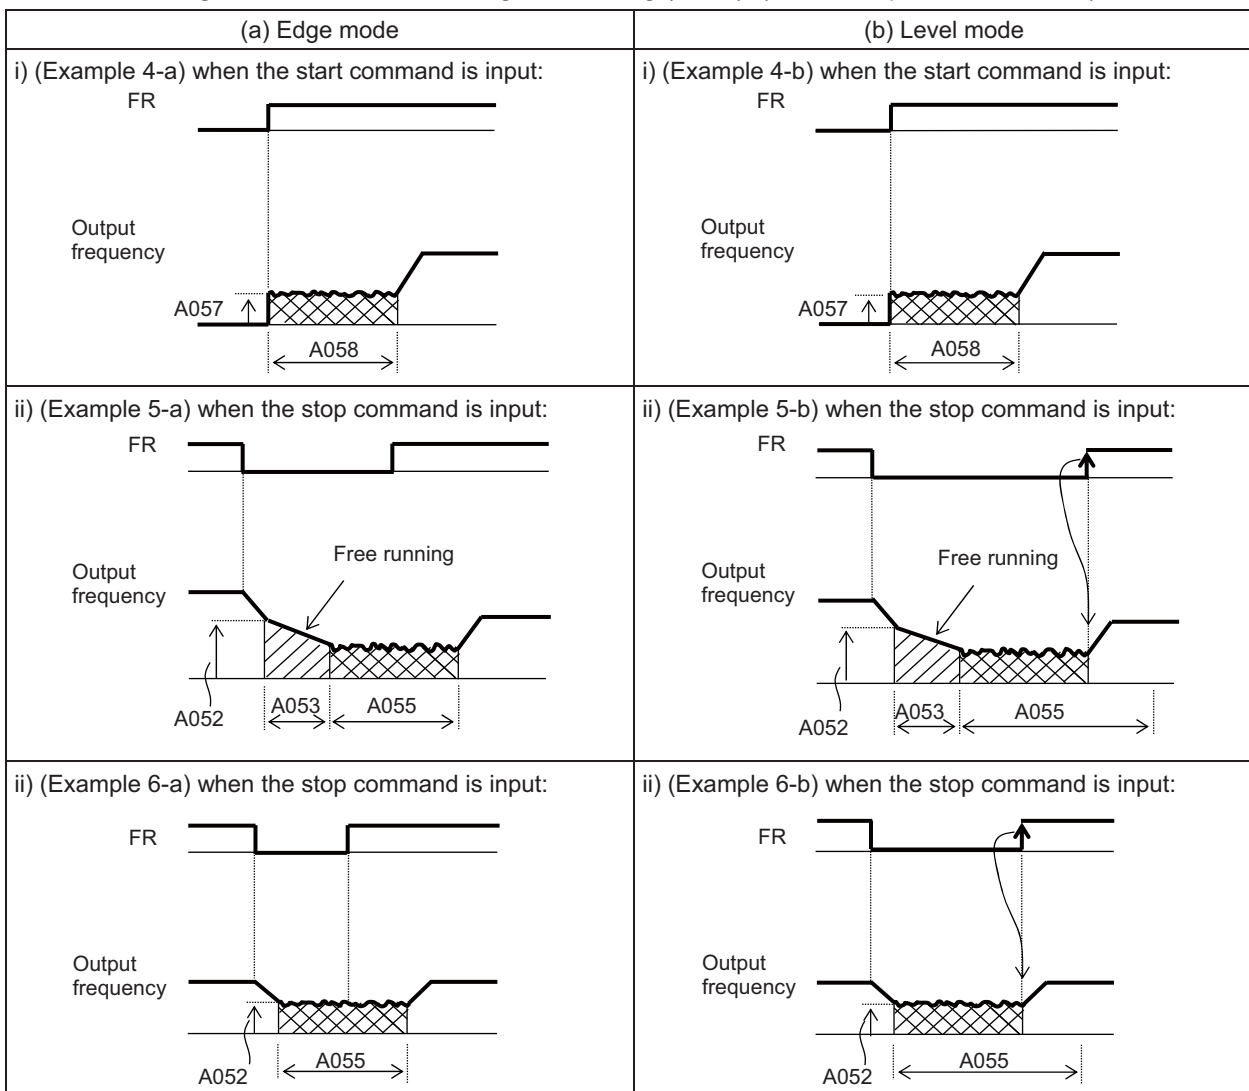 (a) Edge mode
(b) Level mode
i) (Example 4-a) when the start command is input:
FR
Output
frequency
A057
A058
i) (Example 4-b) when the start command is input:
FR
Output
frequency
A057
A058
ii) (Example 5-a) when the stop command is input:
FR
Free running
Output
frequency
A052
A053
A055
ii) (Example 5-b) when the stop command is input:
FR
Free running
Output
frequency
A052
A053
A055
ii) (Example 6-a) when the stop command is input:
FR
Output
frequency
A052
A055
ii) (Example 6-b) when the stop command is input:
FR
Output
frequency
A052
A055